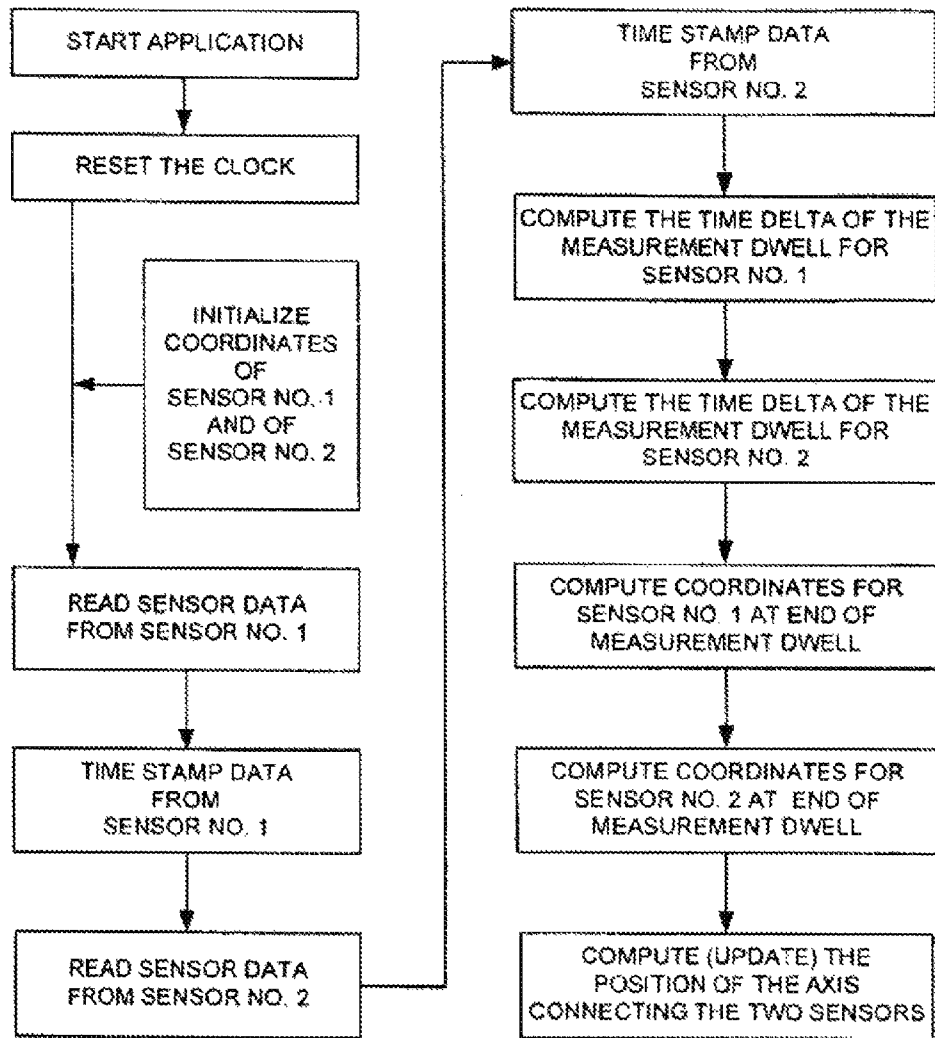 START APPLICATION
RESET THE CLOCK
INITIALIZE
COORDINATES
OF
SENSOR NO. 1
AND OF
SENSOR NO. 2
READ SENSOR DATA
FROM SENSOR NO. 1
TIME STAMP DATA
FROM
SENSOR NO. 1
READ SENSOR DATA
FROM SENSOR NO. 2
TIME STAMP DATA
FROM
SENSOR NO. 2
COMPUTE THE TIME DELTA OF THE
MEASUREMENT DWELL FOR
SENSOR NO. 1
COMPUTE THE TIME DELTA OF THE
MEASUREMENT DWELL FOR
SENSOR NO. 2
COMPUTE COORDINATES FOR
SENSOR NO. 1 AT END OF
MEASUREMENT DWELL
COMPUTE COORDINATES FOR
SENSOR NO. 2 AT END OF
MEASUREMENT DWELL
COMPUTE (UPDATE) THE
POSITION OF THE AXIS
CONNECTING THE TWO SENSORS